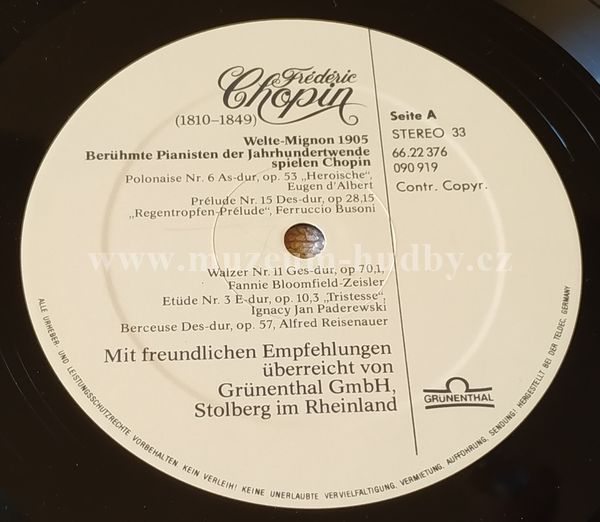 Frédéric
Chopin
(1810–1849)
Welte-Mignon 1905
Berühmte Pianisten der Jahrhundertwende
spielen Chopin
Polonaise Nr. 6 As-dur, op. 53 „Heroische“,
Eugen d'Albert
Prélude Nr. 15 Des-dur, op 28,15
„Regentropfen-Prélude“, Ferruccio Busoni
Walzer Nr. 11 Ges-dur, op 70,1,
Fannie Bloomfield-Zeisler
Etüde Nr. 3 E-dur, op. 10,3 „Tristesse“,
Ignacy Jan Paderewski
Berceuse Des-dur, op. 57, Alfred Reisenauer
Mit freundlichen Empfehlungen
überreicht von
Grünenthal GmbH,
Stolberg im Rheinland
Seite A
STEREO 33
66.22 376
090 919
Contr. Copyr.
GRÜNENTHAL
ALLE URHEBER- UND LEISTUNGSSCHUTZRECHTE VORBEHALTEN. KEIN VERLEIH! KEINE UNERLAUBTE VERVIELFÄLTIGUNG, VERMIETUNG, AUFFÜHRUNG, SENDUNG! HERGESTELLT BEI DER TELDEC, GERMANY
www.muzeum-hudby.cz